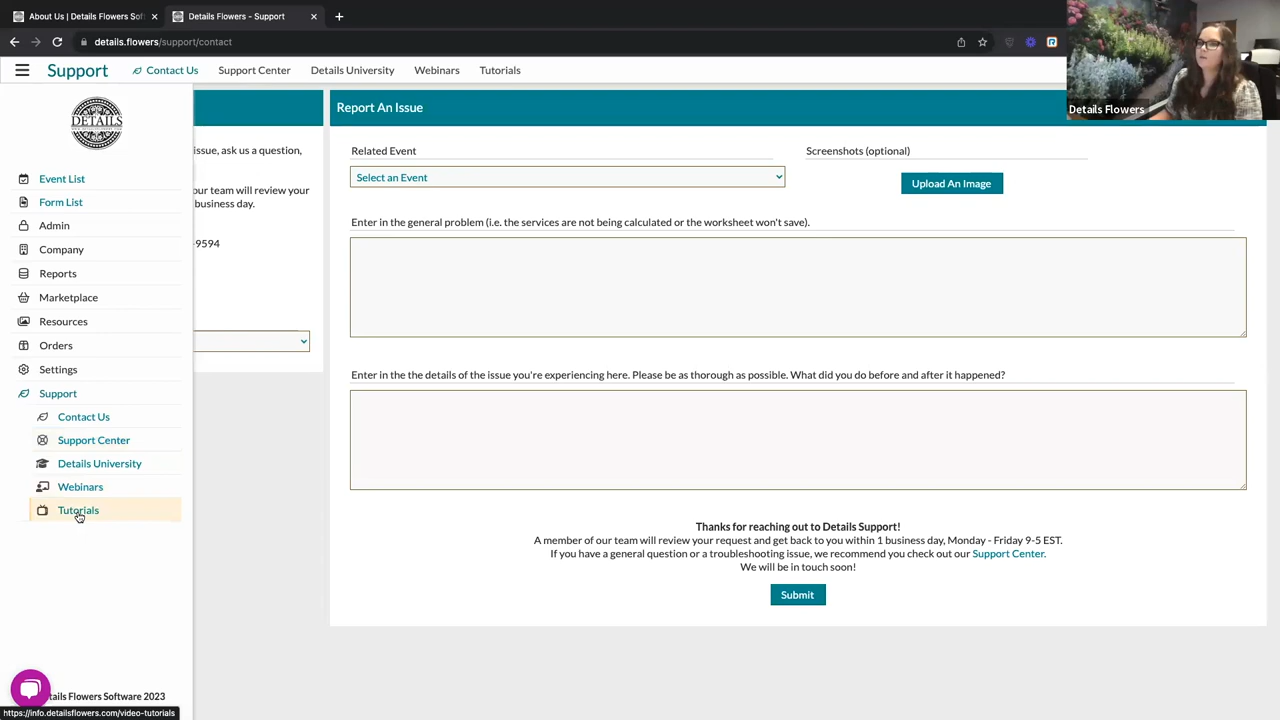 About Us | Details Flowers Sof
Details Flowers - Support
details.flowers/support/contact
Support
Contact Us
Support Center
Details University
Webinars
Tutorials
Details Flowers
DETAILS
Event List
Form List
Admin
Company
Reports
Marketplace
Resources
Orders
Settings
Support
Contact Us
Support Center
Details University
Webinars
Tutorials
tails Flowers Software 2023
https://info.detailsflowers.com/video-tutorials
issue, ask us a question,
our team will review your
business day.
-9594
Report An Issue
Related Event
Select an Event
Screenshots (optional)
Upload An Image
Enter in the general problem (i.e. the services are not being calculated or the worksheet won't save).
Enter in the the details of the issue you're experiencing here. Please be as thorough as possible. What did you do before and after it happened?
Thanks for reaching out to Details Support!
A member of our team will review your request and get back to you within 1 business day, Monday - Friday 9-5 EST.
If you have a general question or a troubleshooting issue, we recommend you check out our Support Center.
We will be in touch soon!
Submit